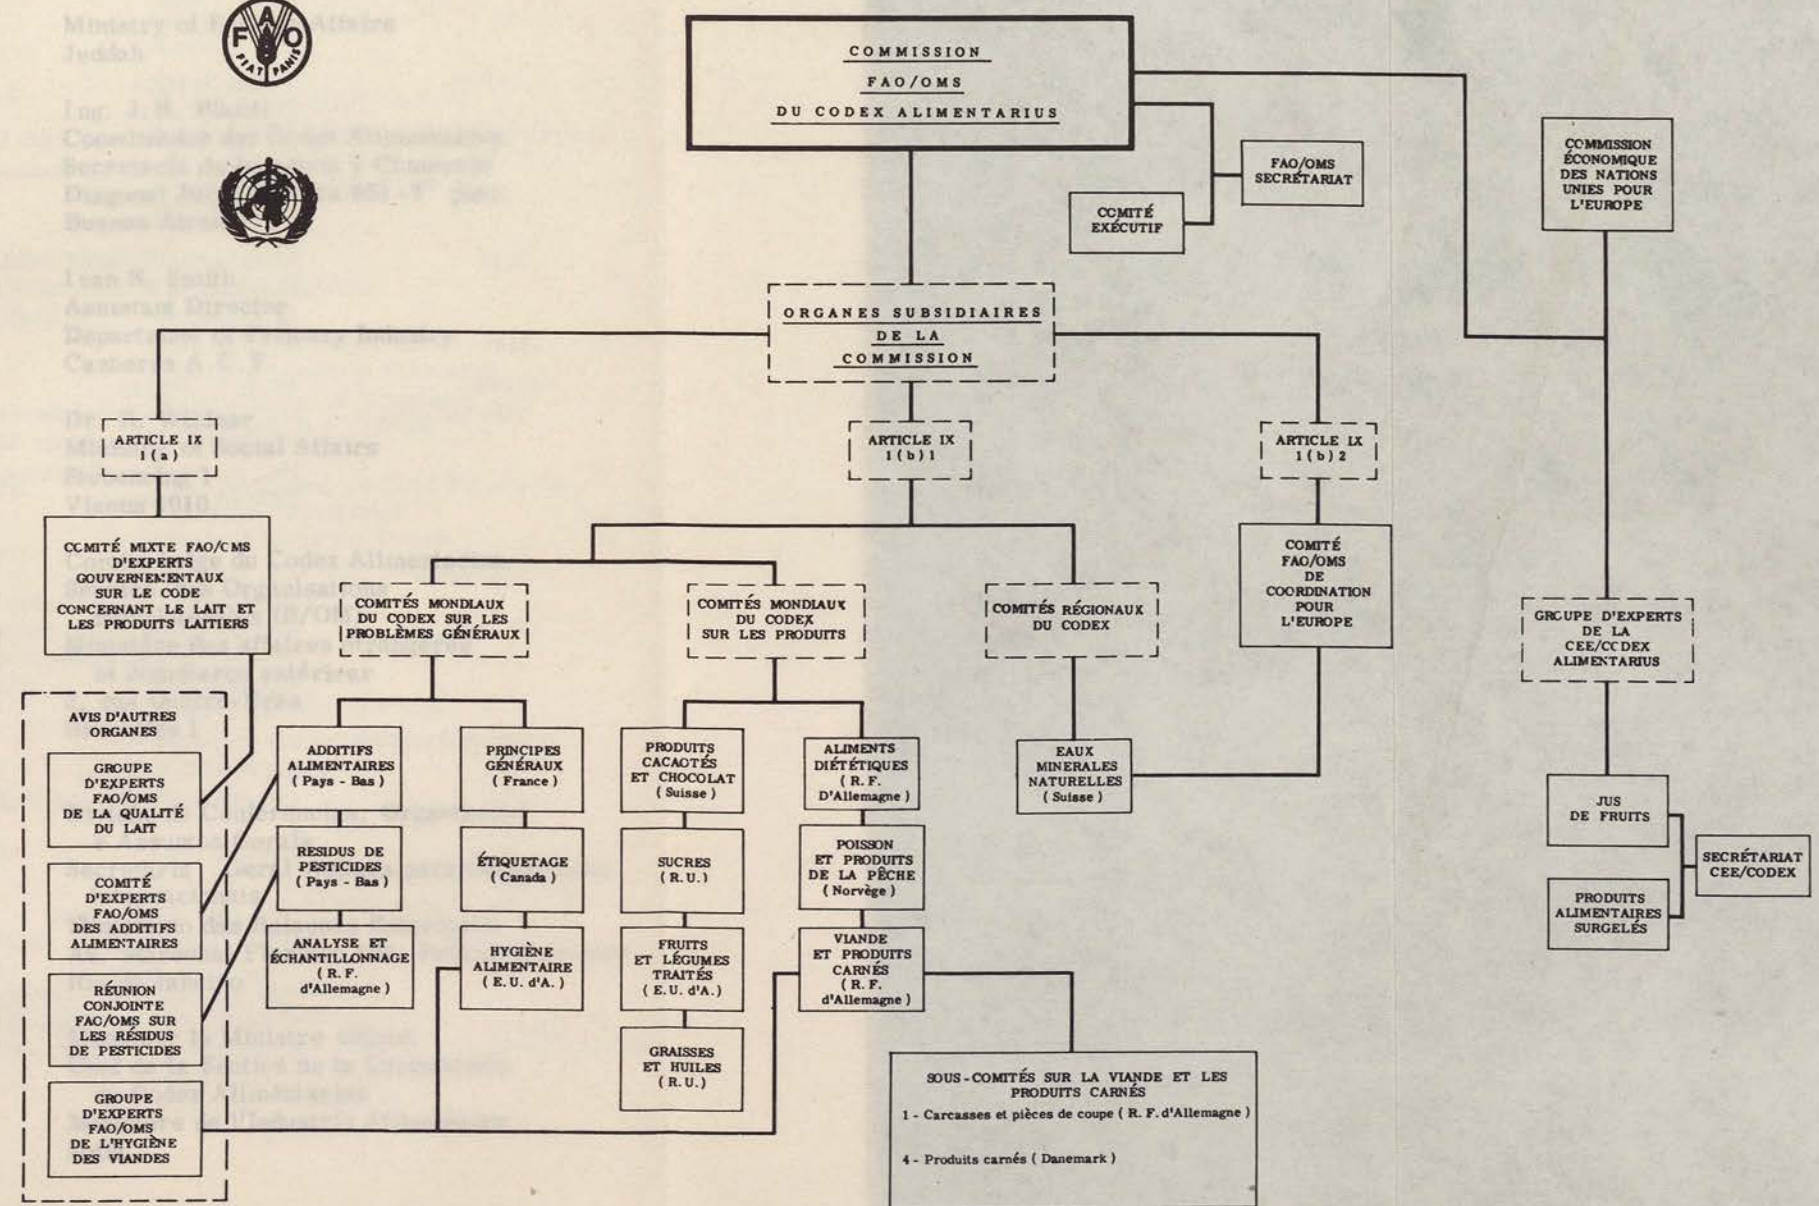 FAO
FIAT PANIS
COMMISSION
FAO/OMS
DU CODEX ALIMENTARIUS
FAO/OMS
SECRÉTARIAT
COMITÉ
EXÉCUTIF
COMMISSION
ÉCONOMIQUE
DES NATIONS
UNIES POUR
L'EUROPE
ORGANES SUBSIDIAIRES
DE LA
COMMISSION
ARTICLE IX
1(a)
ARTICLE IX
1(b)1
ARTICLE IX
1(b)2
COMITÉ MIXTE FAO/OMS
D'EXPERTS
GOUVERNEMENTAUX
SUR LE CODE
CONCERNANT LE LAIT ET
LES PRODUITS LAITIERS
COMITÉS MONDIAUX
DU CODEX SUR LES
PROBLÈMES GÉNÉRAUX
COMITÉS MONDIAUX
DU CODEX
SUR LES PRODUITS
COMITÉS RÉGIONAUX
DU CODEX
COMITÉ
FAO/OMS
DE
COORDINATION
POUR
L'EUROPE
GROUPE D'EXPERTS
DE LA
CEE/CODEX
ALIMENTARIUS
AVIS D'AUTRES
ORGANES
GROUPE
D'EXPERTS
FAO/OMS
DE LA QUALITÉ
DU LAIT
COMITÉ
D'EXPERTS
FAO/OMS
DES ADDITIFS
ALIMENTAIRES
RÉUNION
CONJOINTE
FAO/OMS SUR
LES RÉSIDUS
DE PESTICIDES
GROUPE
D'EXPERTS
FAO/OMS
DE L'HYGIÈNE
DES VIANDES
ADDITIFS
ALIMENTAIRES
(Pays - Bas)
RESIDUS DE
PESTICIDES
(Pays - Bas)
ANALYSE ET
ÉCHANTILLONNAGE
(R. F.
d'Allemagne)
PRINCIPES
GÉNÉRAUX
(France)
ÉTIQUETAGE
(Canada)
HYGIÈNE
ALIMENTAIRE
(E.U. d'A.)
PRODUITS
CACAOTÉS
ET CHOCOLAT
(Suisse)
SUCRES
(R.U.)
FRUITS
ET LÉGUMES
TRAITÉS
(E.U. d'A.)
GRAISSES
ET HUILES
(R.U.)
ALIMENTS
DIÉTÉTIQUES
(R. F.
D'Allemagne)
POISSON
ET PRODUITS
DE LA PÊCHE
(Norvège)
VIANDE
ET PRODUITS
CARNÉS
(R. F.
d'Allemagne)
EAUX
MINERALES
NATURELLES
(Suisse)
SOUS-COMITÉS SUR LA VIANDE ET LES
PRODUITS CARNÉS
1 - Carcasses et pièces de coupe (R. F. d'Allemagne)
4 - Produits carnés (Danemark)
JUS
DE FRUITS
PRODUITS
ALIMENTAIRES
SURGELÉS
SECRÉTARIAT
CEE/CODEX